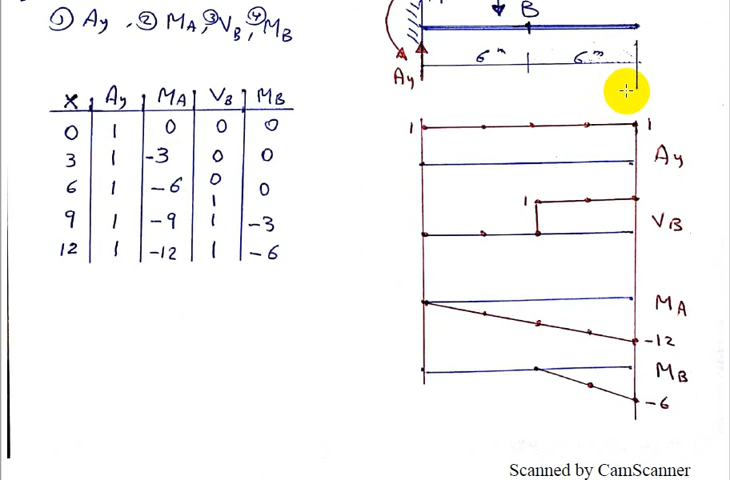 ① Ay , ② MA, ③ VB, ④ MB
B
A
Ay
6 m
6 m
X Ay MA VB MB
0 1 0 0 0
3 1 -3 0 0
6 1 -6 0 1 0
9 1 -9 1 -3
12 1 -12 1 -6
1 1
Ay
1
VB
MA
-12
MB
-6
Scanned by CamScanner